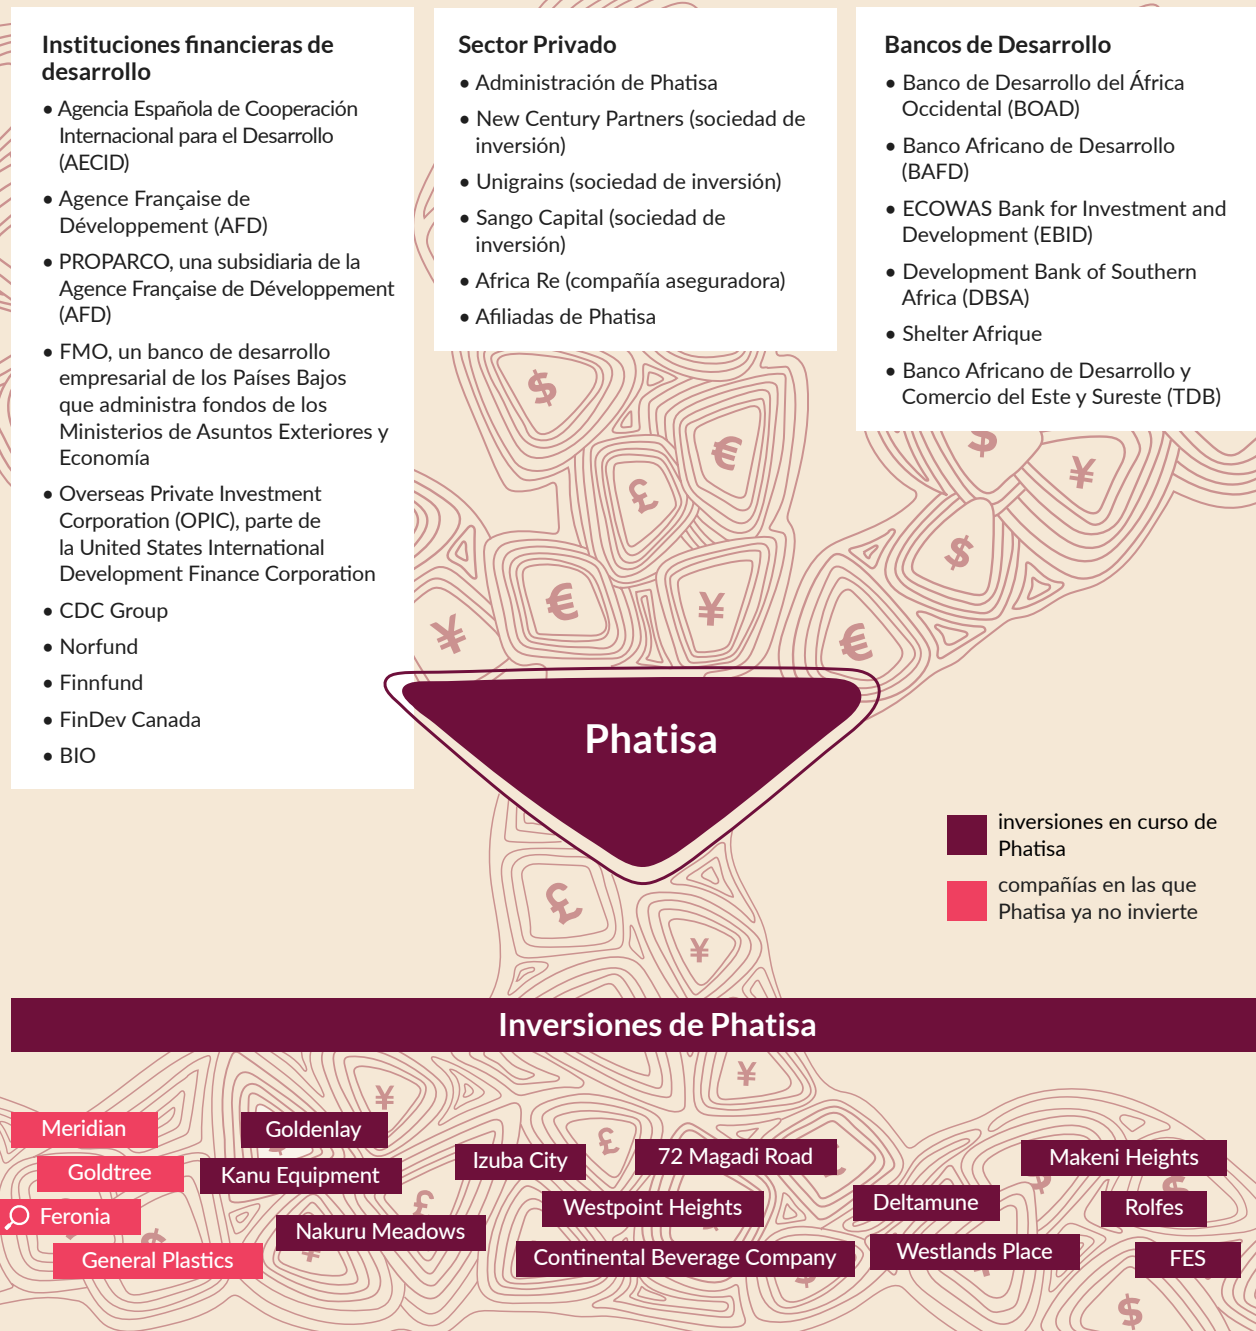 Instituciones financieras de
desarrollo
• Agencia Española de Cooperación
Internacional para el Desarrollo
(AECID)
• Agence Française de
Développement (AFD)
• PROPARCO, una subsidiaria de la
Agence Française de Développement
(AFD)
• FMO, un banco de desarrollo
empresarial de los Países Bajos
que administra fondos de los
Ministerios de Asuntos Exteriores y
Economía
• Overseas Private Investment
Corporation (OPIC), parte de
la United States International
Development Finance Corporation
• CDC Group
• Norfund
• Finnfund
• FinDev Canada
• BIO
Sector Privado
• Administración de Phatisa
• New Century Partners (sociedad de
inversión)
• Unigrains (sociedad de inversión)
• Sango Capital (sociedad de
inversión)
• Africa Re (compañía aseguradora)
• Afiliadas de Phatisa
Bancos de Desarrollo
• Banco de Desarrollo del África
Occidental (BOAD)
• Banco Africano de Desarrollo
(BAFD)
• ECOWAS Bank for Investment and
Development (EBID)
• Development Bank of Southern
Africa (DBSA)
• Shelter Afrique
• Banco Africano de Desarrollo y
Comercio del Este y Sureste (TDB)
Phatisa
inversiones en curso de
Phatisa
compañías en las que
Phatisa ya no invierte
Inversiones de Phatisa
Meridian
Goldtree
Feronia
General Plastics
Goldenlay
Kanu Equipment
Nakuru Meadows
Izuba City
72 Magadi Road
Westpoint Heights
Continental Beverage Company
Deltamune
Westlands Place
Makeni Heights
Rolfes
FES